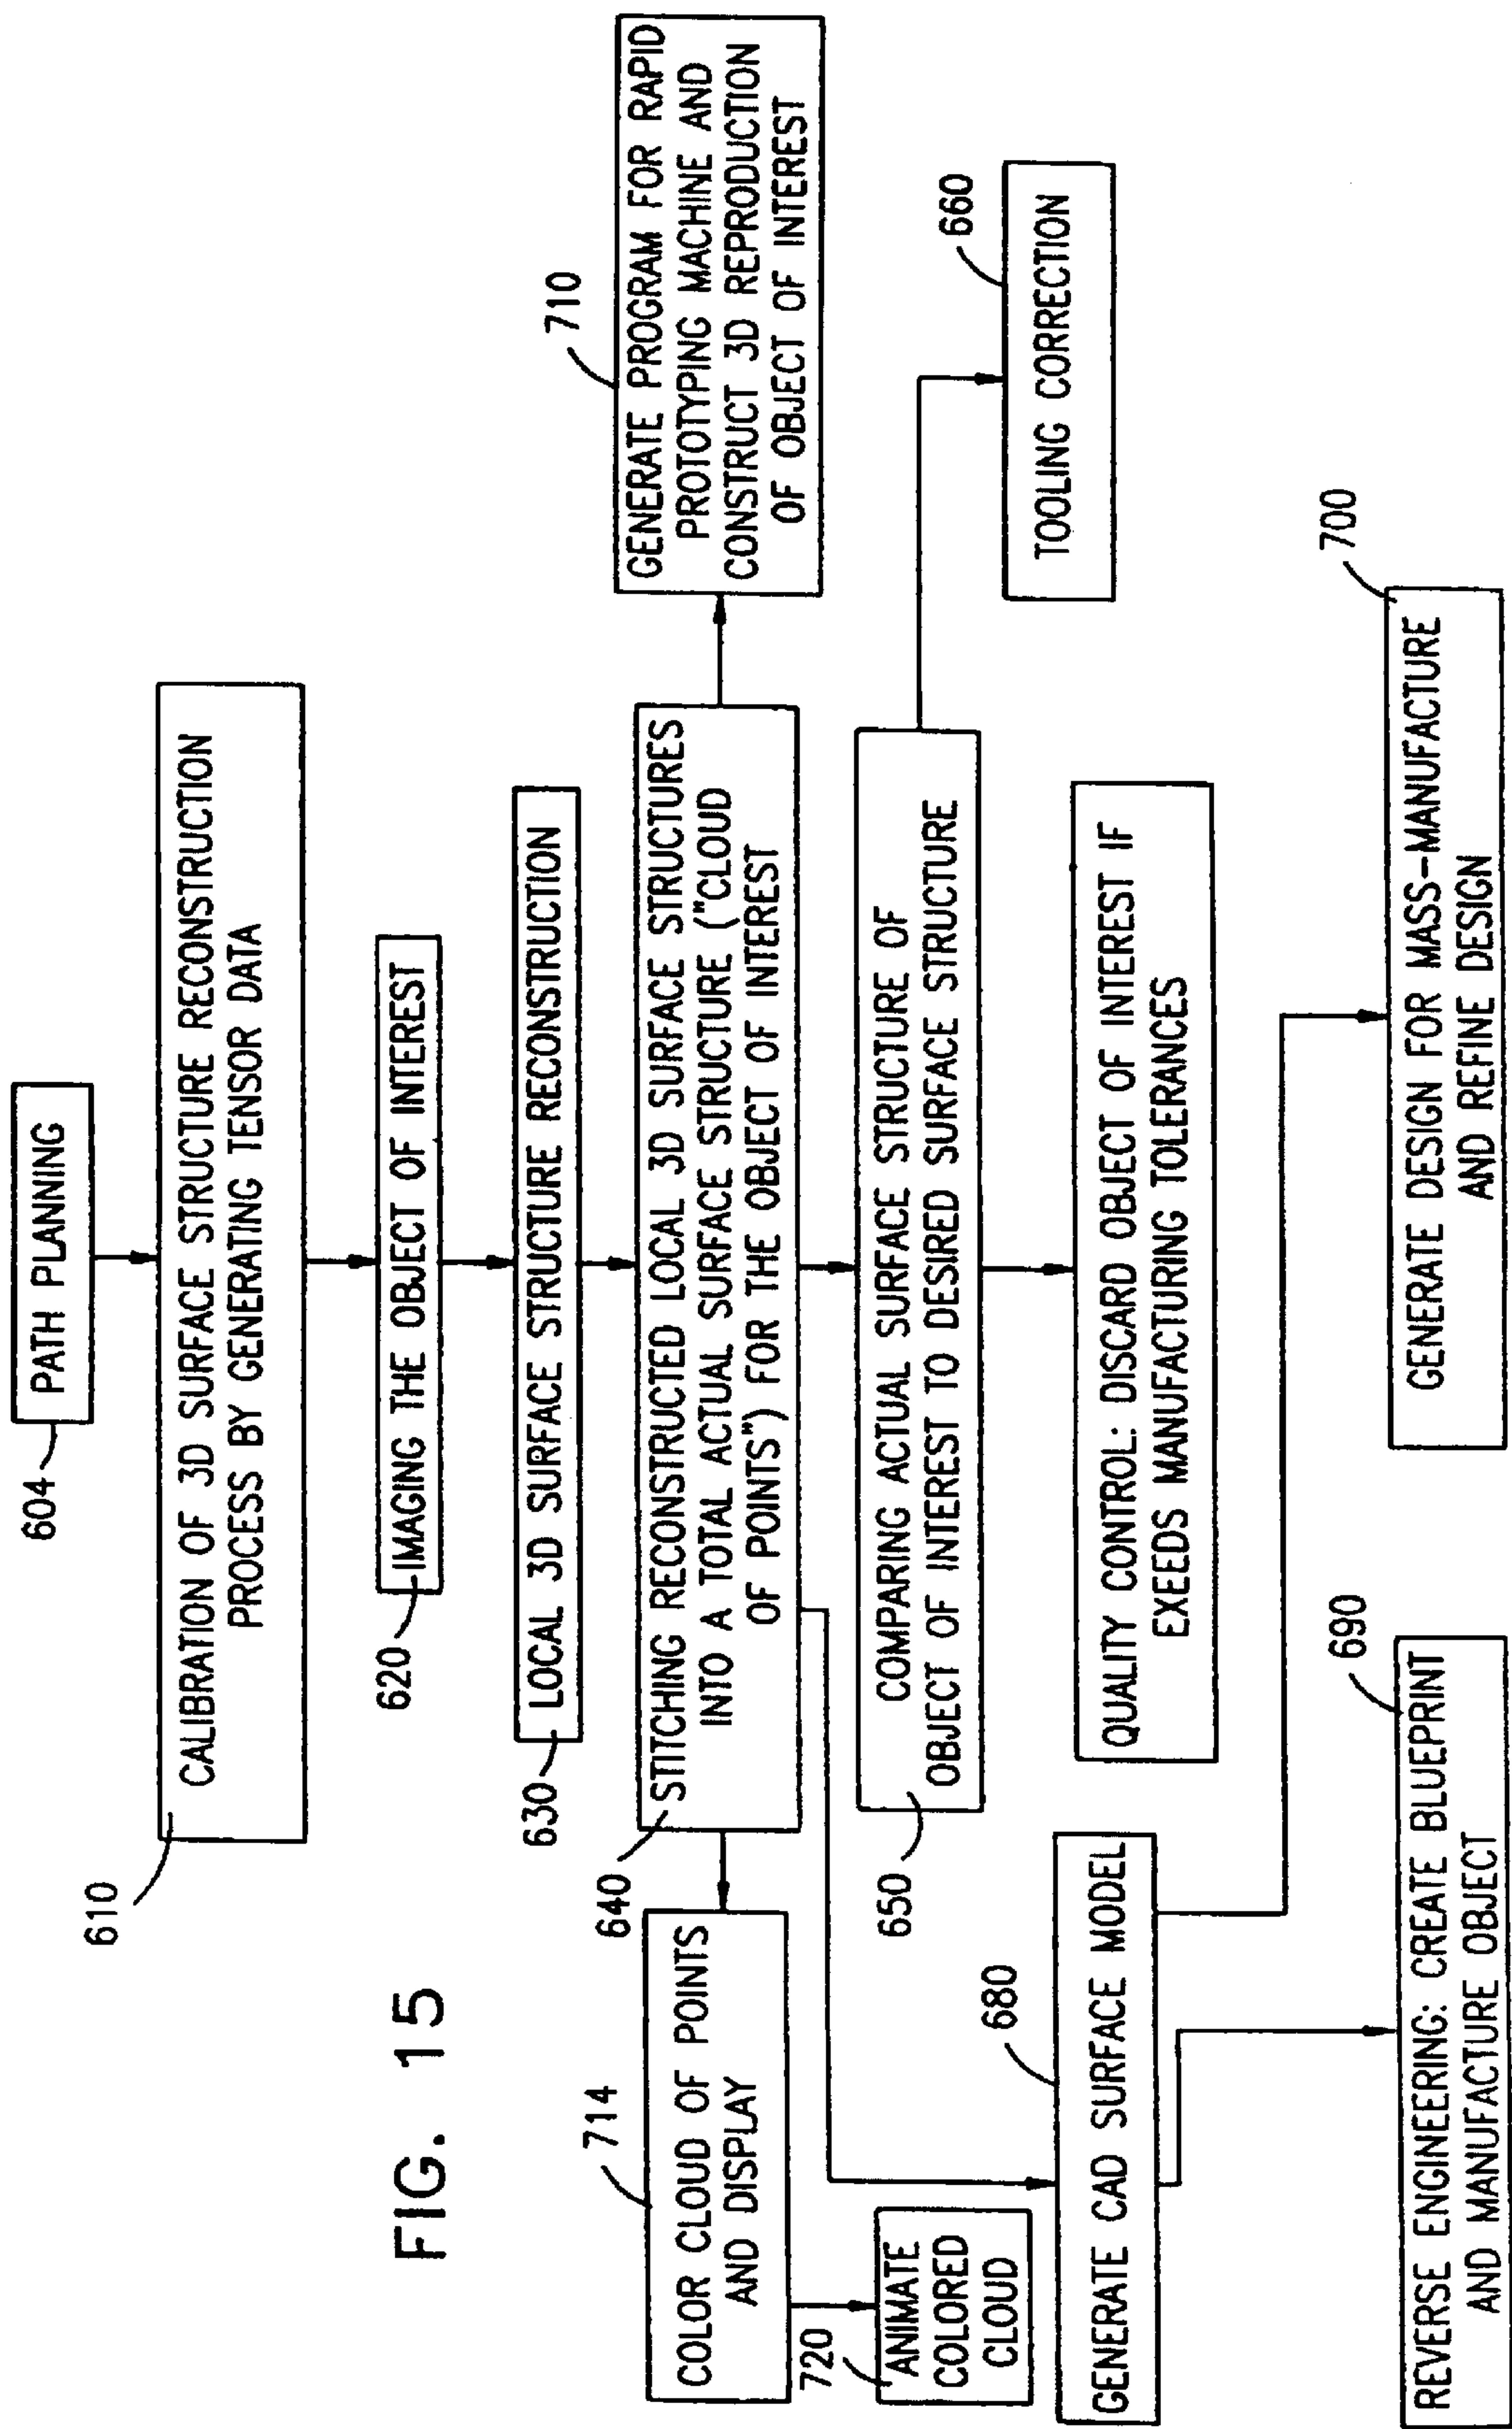 FIG. 15
604
PATH PLANNING
610
CALIBRATION OF 3D SURFACE STRUCTURE RECONSTRUCTION
PROCESS BY GENERATING TENSOR DATA
620
IMAGING THE OBJECT OF INTEREST
630
LOCAL 3D SURFACE STRUCTURE RECONSTRUCTION
640
STITCHING RECONSTRUCTED LOCAL 3D SURFACE STRUCTURES
INTO A TOTAL ACTUAL SURFACE STRUCTURE ("CLOUD
OF POINTS") FOR THE OBJECT OF INTEREST
710
GENERATE PROGRAM FOR RAPID
PROTOTYPING MACHINE AND
CONSTRUCT 3D REPRODUCTION
OF OBJECT OF INTEREST
714
COLOR CLOUD OF POINTS
AND DISPLAY
720
ANIMATE
COLORED
CLOUD
650
COMPARING ACTUAL SURFACE STRUCTURE OF
OBJECT OF INTEREST TO DESIRED SURFACE STRUCTURE
660
TOOLING CORRECTION
QUALITY CONTROL: DISCARD OBJECT OF INTEREST IF
EXEEDS MANUFACTURING TOLERANCES
680
GENERATE CAD SURFACE MODEL
690
REVERSE ENGINEERING: CREATE BLUEPRINT
AND MANUFACTURE OBJECT
700
GENERATE DESIGN FOR MASS-MANUFACTURE
AND REFINE DESIGN